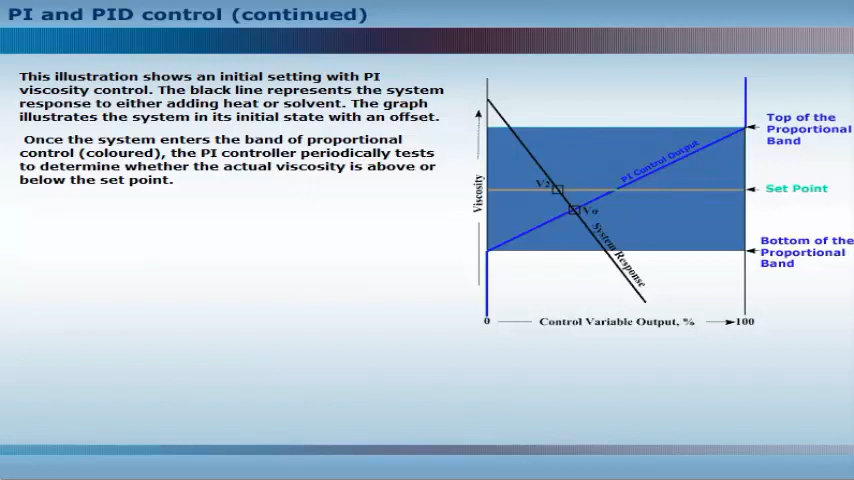 PI and PID control (continued)
This illustration shows an initial setting with PI
viscosity control. The black line represents the system
response to either adding heat or solvent. The graph
illustrates the system in its initial state with an offset.
Once the system enters the band of proportional
control (coloured), the PI controller periodically tests
to determine whether the actual viscosity is above or
below the set point.
Top of the
Proportional
Band
PI Control Output
V2
Set Point
Viscosity
Vo
System Response
Bottom of the
Proportional
Band
0
Control Variable Output, %
100